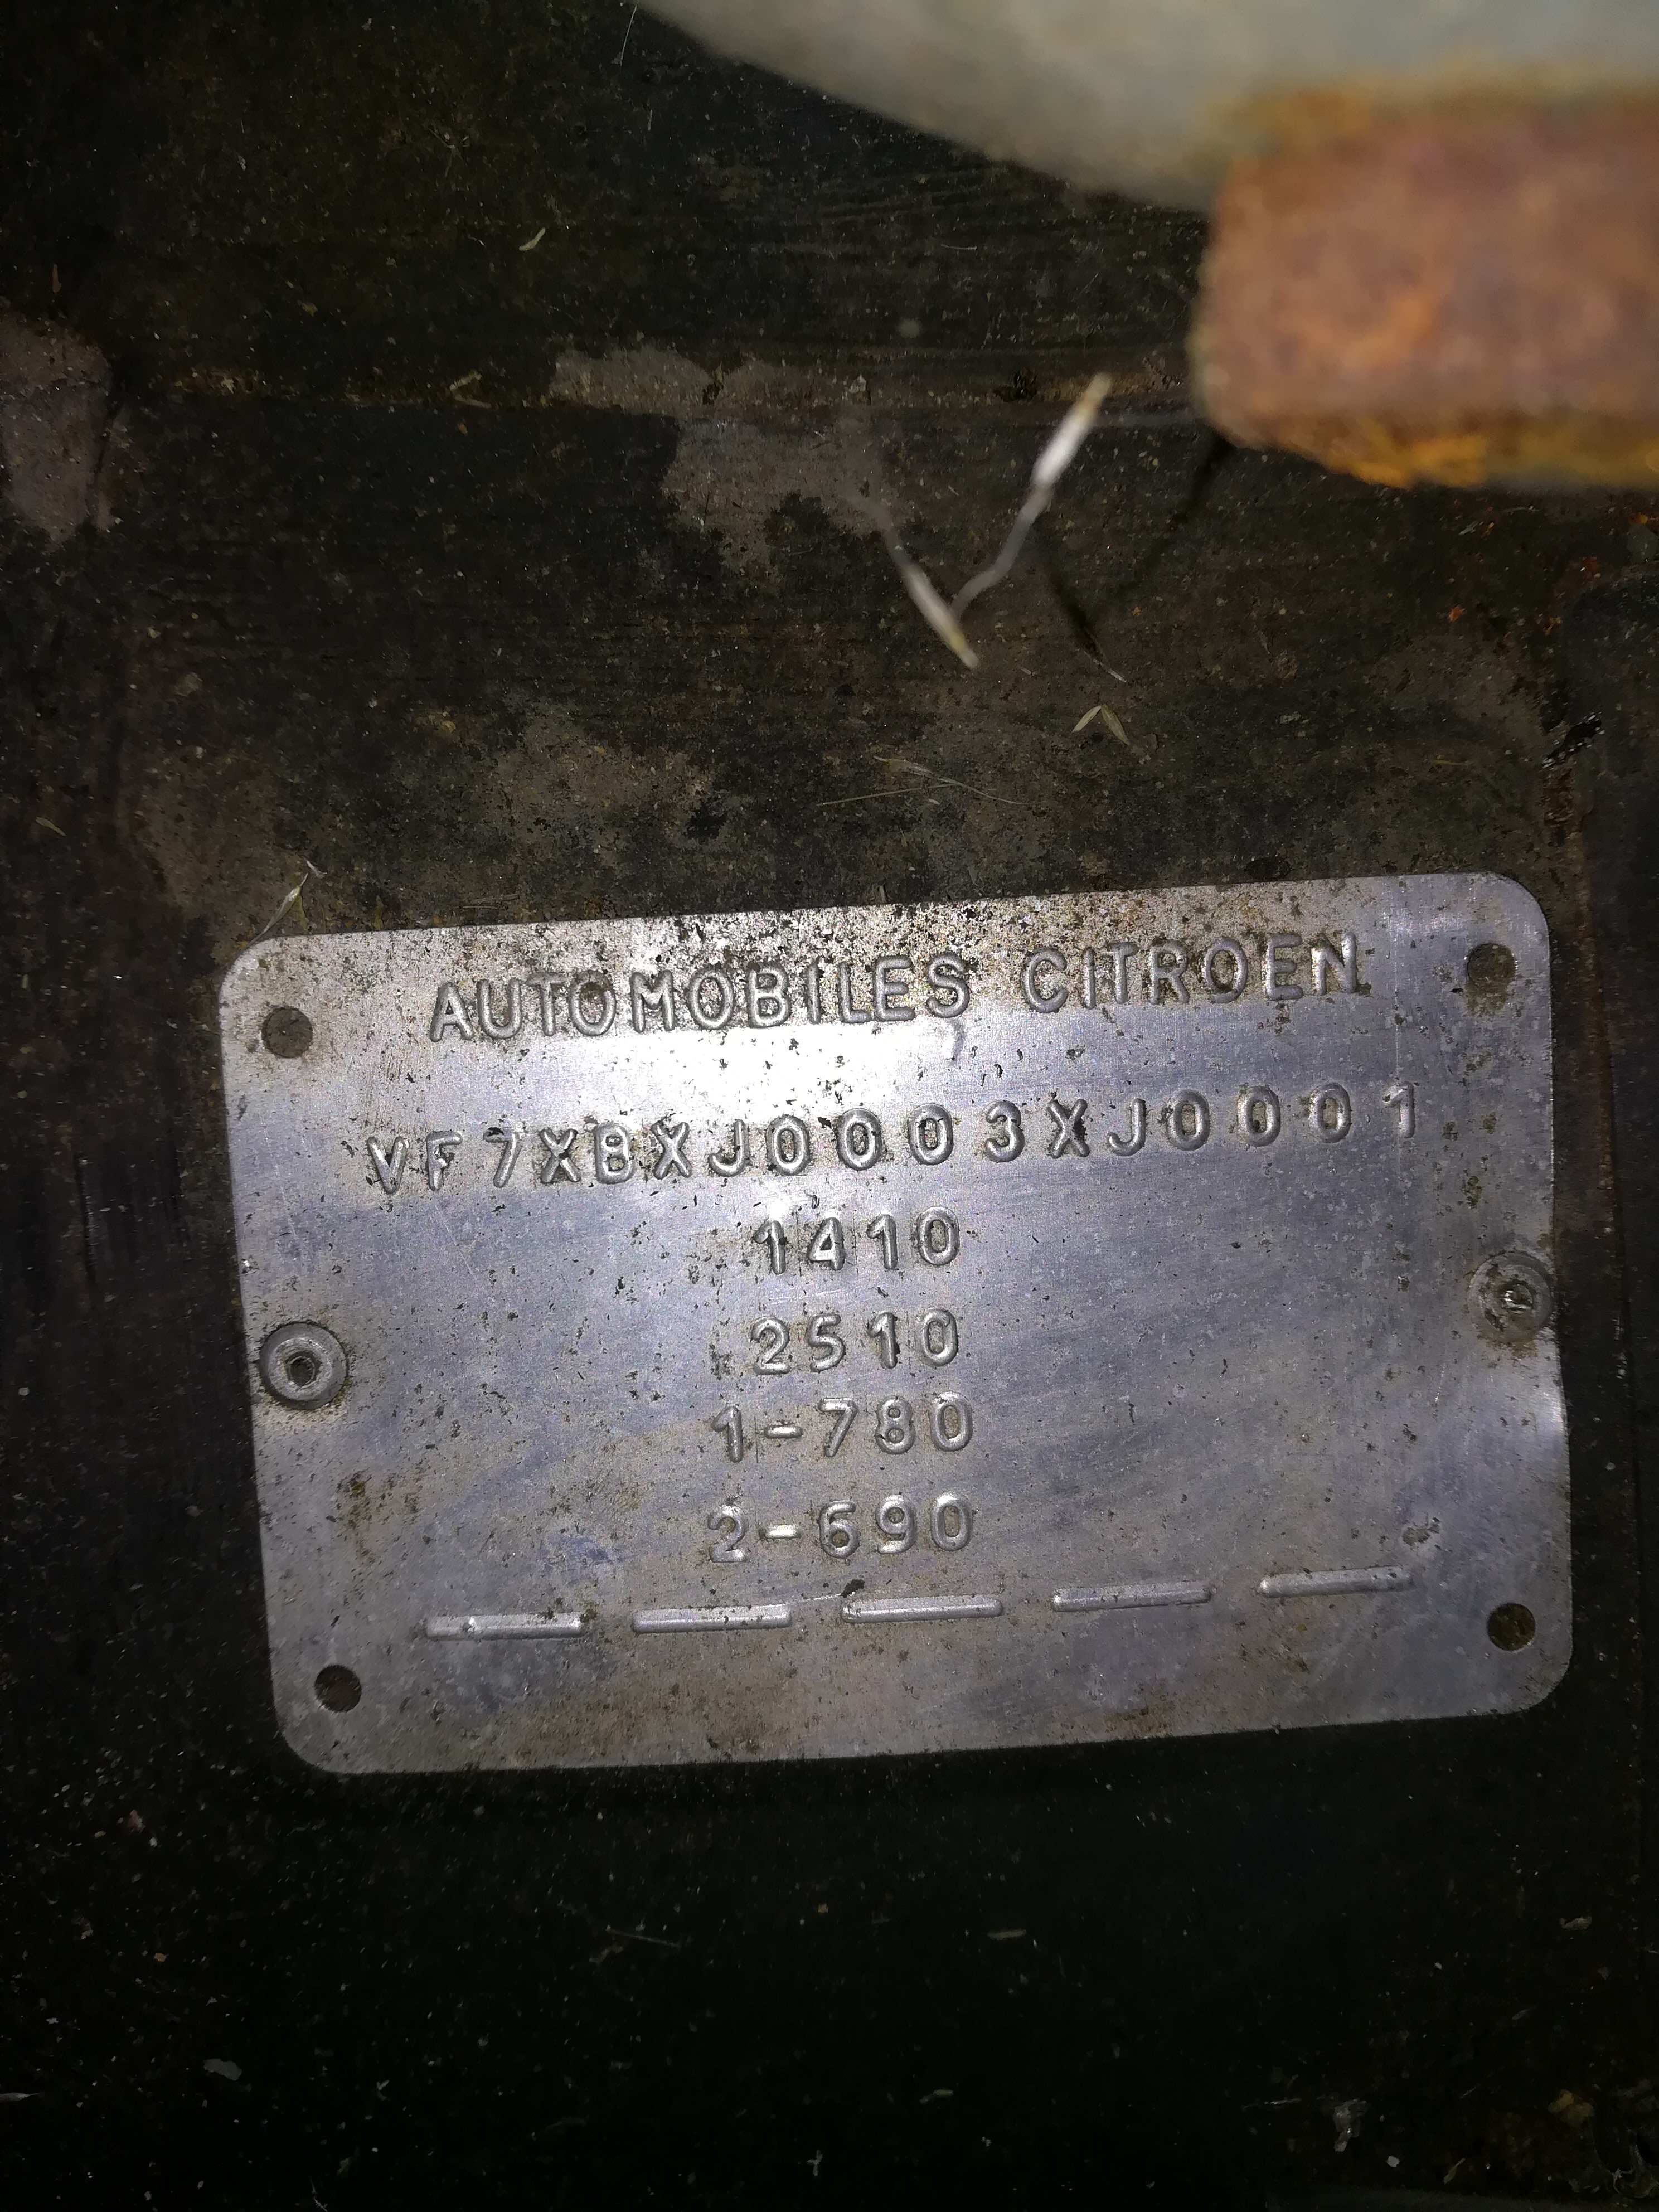 AUTOMOBILES CITROEN
VF7XBXJ0003XJ0001
1410
2510
1-780
2-690